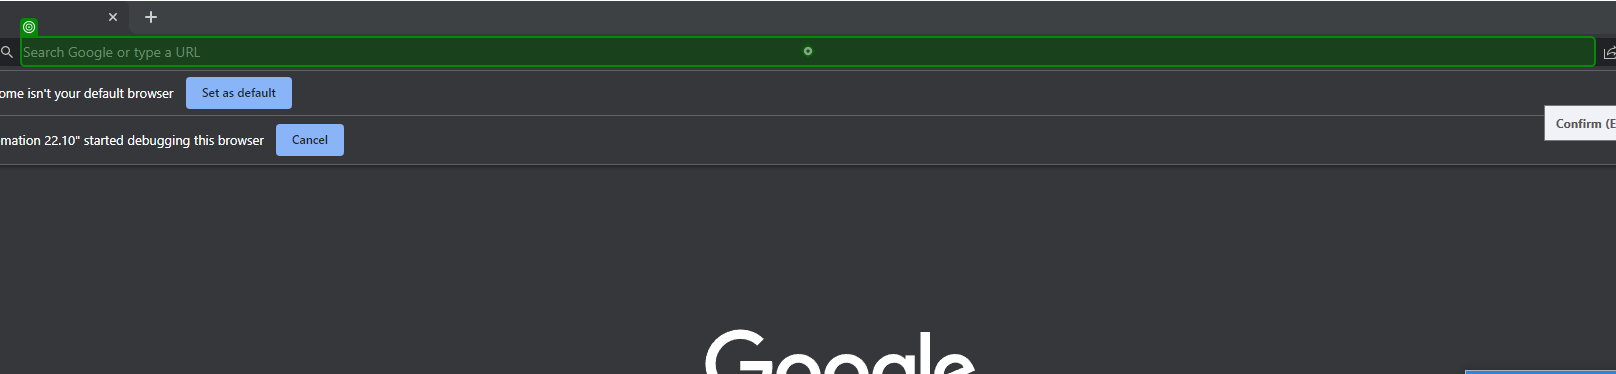 Search Google or type a URL
ome isn't your default browser Set as default
Confirm (E
mation 22.10" started debugging this browser Cancel
Google